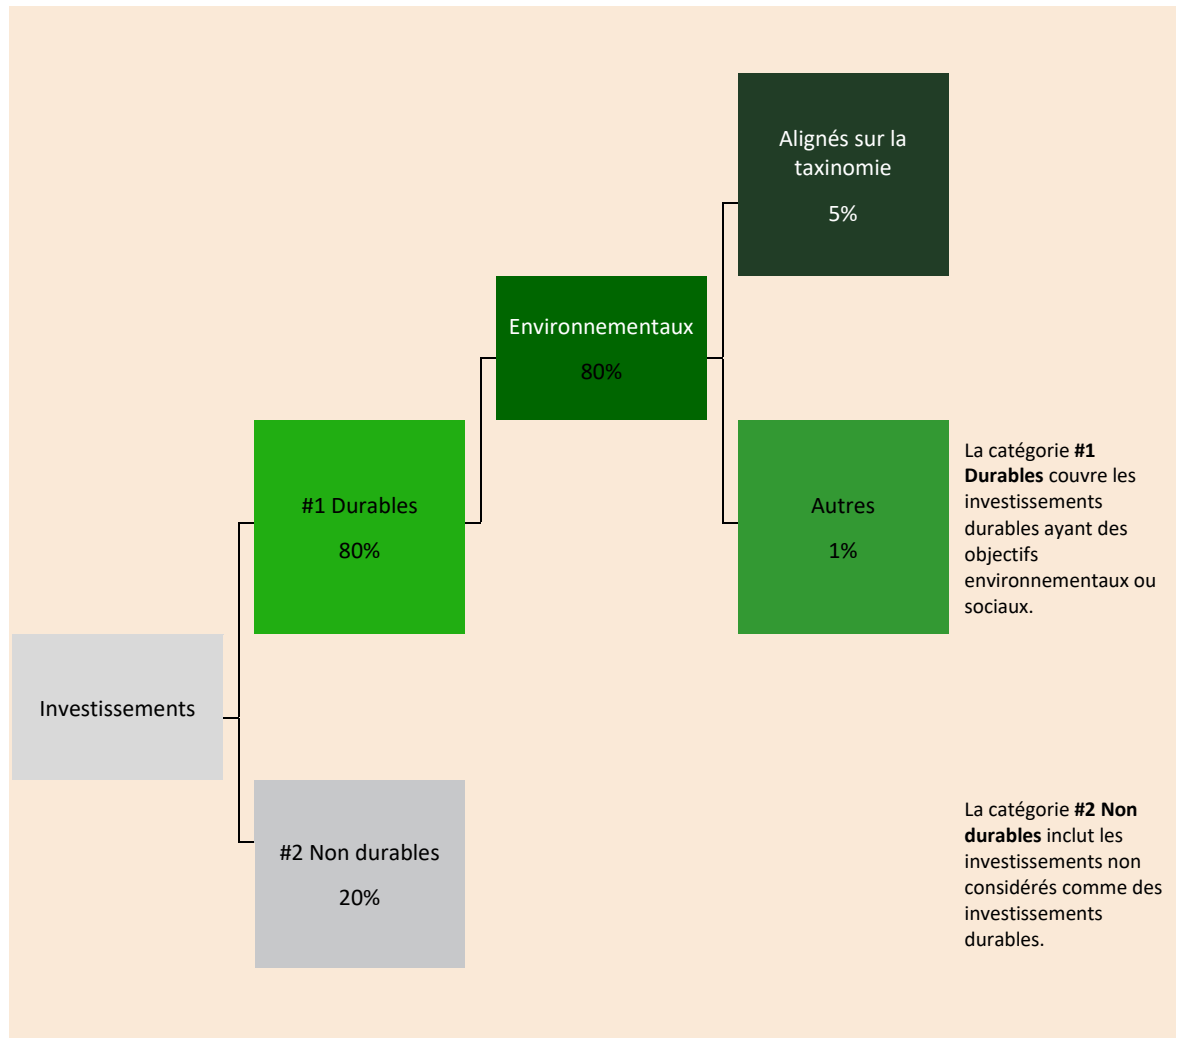 Alignés sur la
taxinomie
5%
Environnementaux
80%
#1 Durables
80%
Autres
1%
La catégorie #1
Durables couvre les
investissements
durables ayant des
objectifs
environnementaux ou
sociaux.
Investissements
#2 Non durables
20%
La catégorie #2 Non
durables inclut les
investissements non
considérés comme des
investissements
durables.